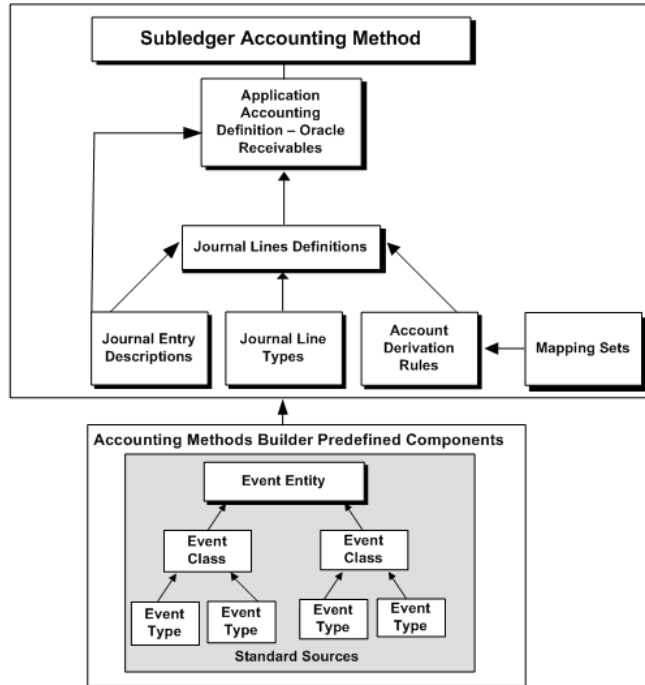 Subledger Accounting Method
Application
Accounting
Definition – Oracle
Receivables
Journal Lines Definitions
Journal Entry
Descriptions
Journal Line
Types
Account
Derivation
Rules
Mapping Sets
Accounting Methods Builder Predefined Components
Event Entity
Event
Class
Event
Class
Event
Type
Event
Type
Event
Type
Event
Type
Standard Sources